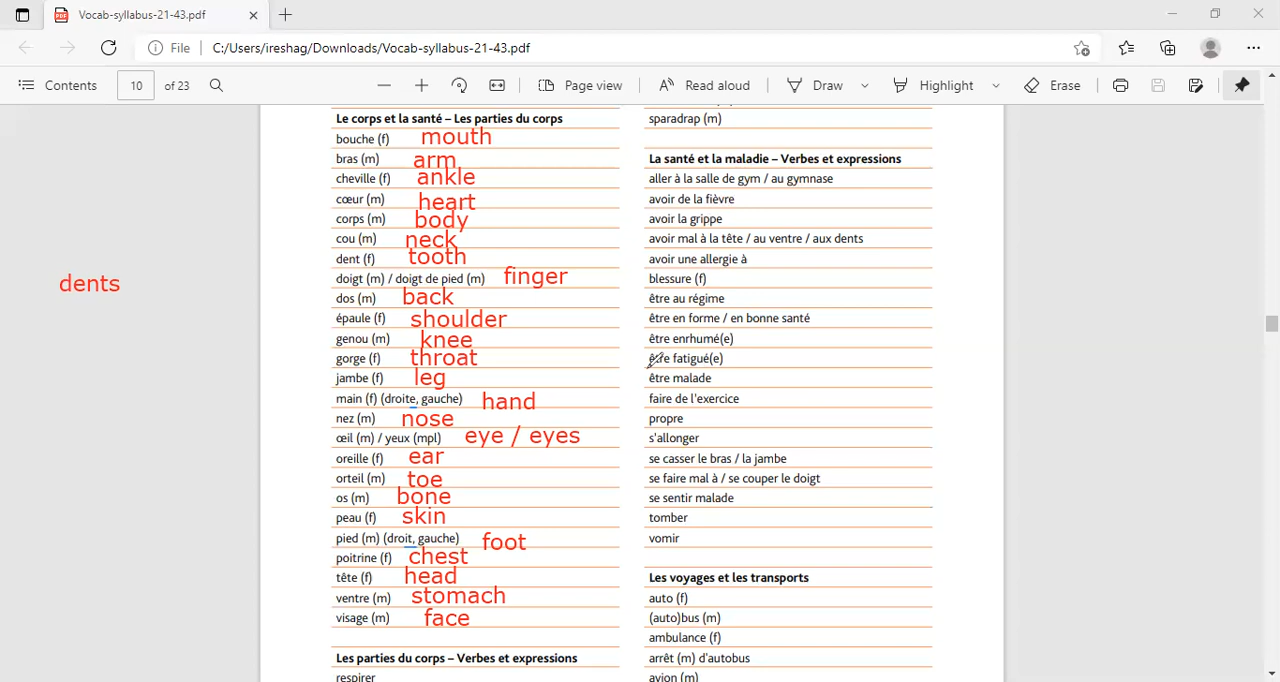 Vocab-syllabus-21-43.pdf
File C:/Users/ireshag/Downloads/Vocab-syllabus-21-43.pdf
Contents 10 of 23 Page view Read aloud Draw Highlight Erase
dents
Le corps et la santé – Les parties du corps
bouche (f) mouth
bras (m) arm
cheville (f) ankle
cœur (m) heart
corps (m) body
cou (m) neck
dent (f) tooth
doigt (m) / doigt de pied (m) finger
dos (m) back
épaule (f) shoulder
genou (m) knee
gorge (f) throat
jambe (f) leg
main (f) (droite, gauche) hand
nez (m) nose
œil (m) / yeux (mpl) eye / eyes
oreille (f) ear
orteil (m) toe
os (m) bone
peau (f) skin
pied (m) (droit, gauche) foot
poitrine (f) chest
tête (f) head
ventre (m) stomach
visage (m) face
Les parties du corps – Verbes et expressions
respirer
sparadrap (m)
La santé et la maladie – Verbes et expressions
aller à la salle de gym / au gymnase
avoir de la fièvre
avoir la grippe
avoir mal à la tête / au ventre / aux dents
avoir une allergie à
blessure (f)
être au régime
être en forme / en bonne santé
être enrhumé(e)
être fatigué(e)
être malade
faire de l'exercice
propre
s'allonger
se casser le bras / la jambe
se faire mal à / se couper le doigt
se sentir malade
tomber
vomir
Les voyages et les transports
auto (f)
(auto)bus (m)
ambulance (f)
arrêt (m) d'autobus
avion (m)